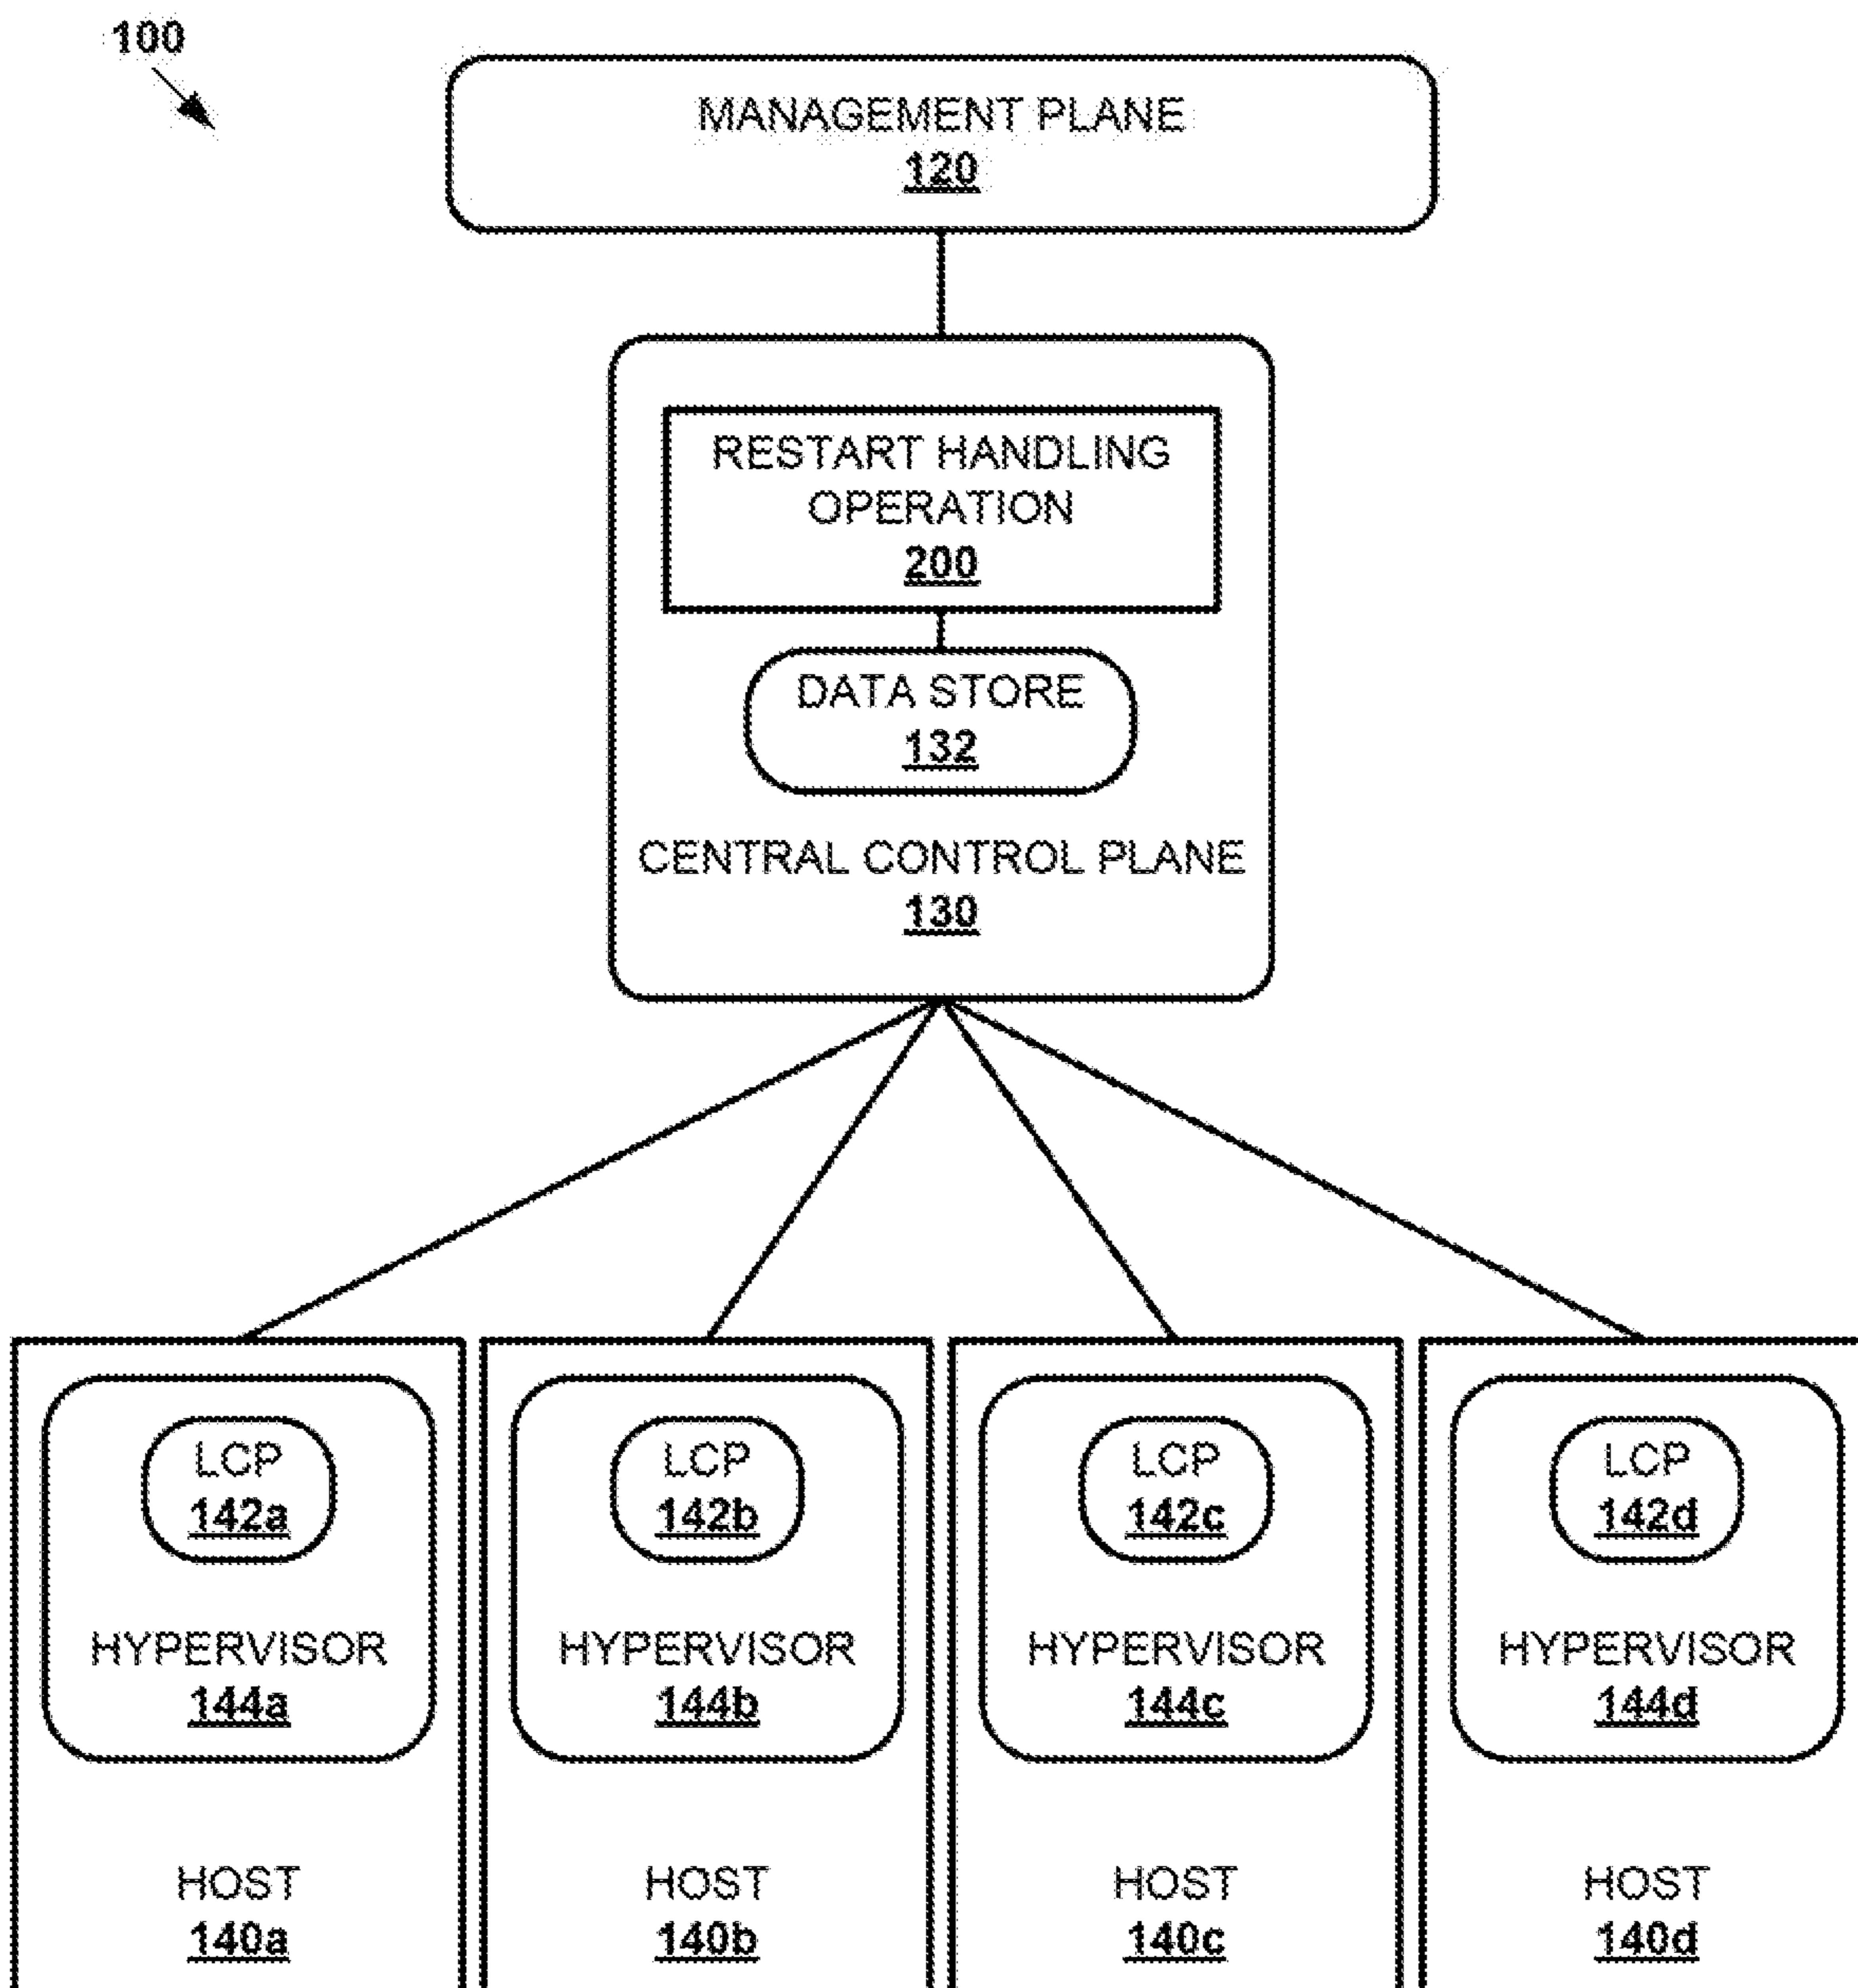 100
MANAGEMENT PLANE
120
RESTART HANDLING
OPERATION
200
DATA STORE
132
CENTRAL CONTROL PLANE
130
LCP
142a
HYPERVISOR
144a
HOST
140a
LCP
142b
HYPERVISOR
144b
HOST
140b
LCP
142c
HYPERVISOR
144c
HOST
140c
LCP
142d
HYPERVISOR
144d
HOST
140d